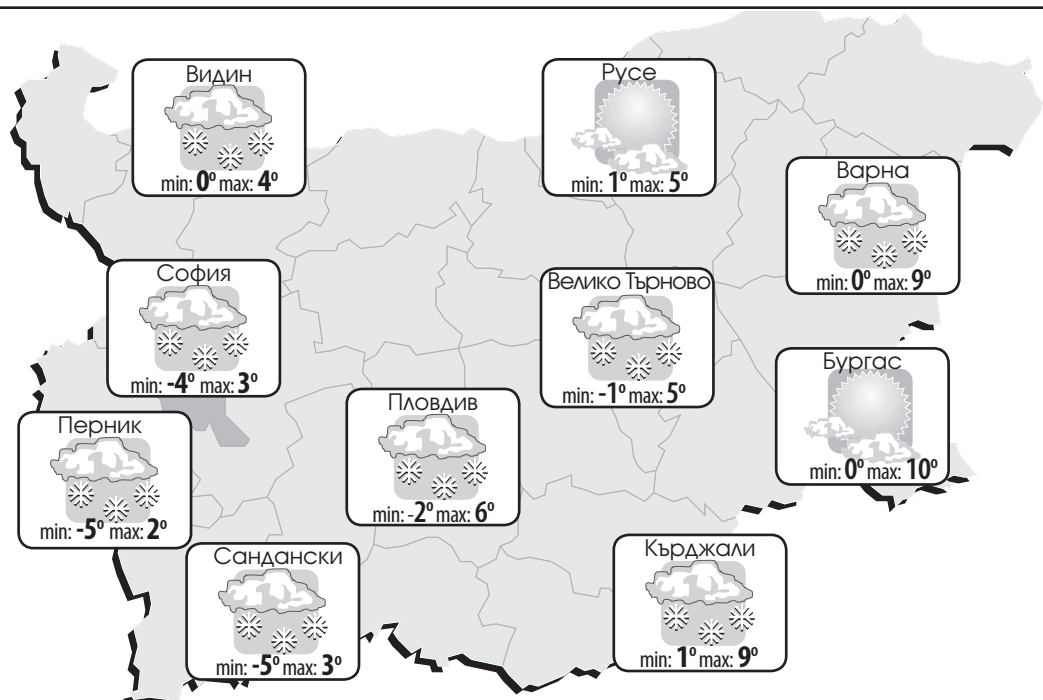 Видин
min: 0° max: 4°
Русе
min: 1° max: 5°
Варна
min: 0° max: 9°
София
min: -4° max: 3°
Велико Търново
min: -1° max: 5°
Бургас
min: 0° max: 10°
Пловдив
min: -2° max: 6°
Перник
min: -5° max: 2°
Сандански
min: -5° max: 3°
Кърджали
min: 1° max: 9°